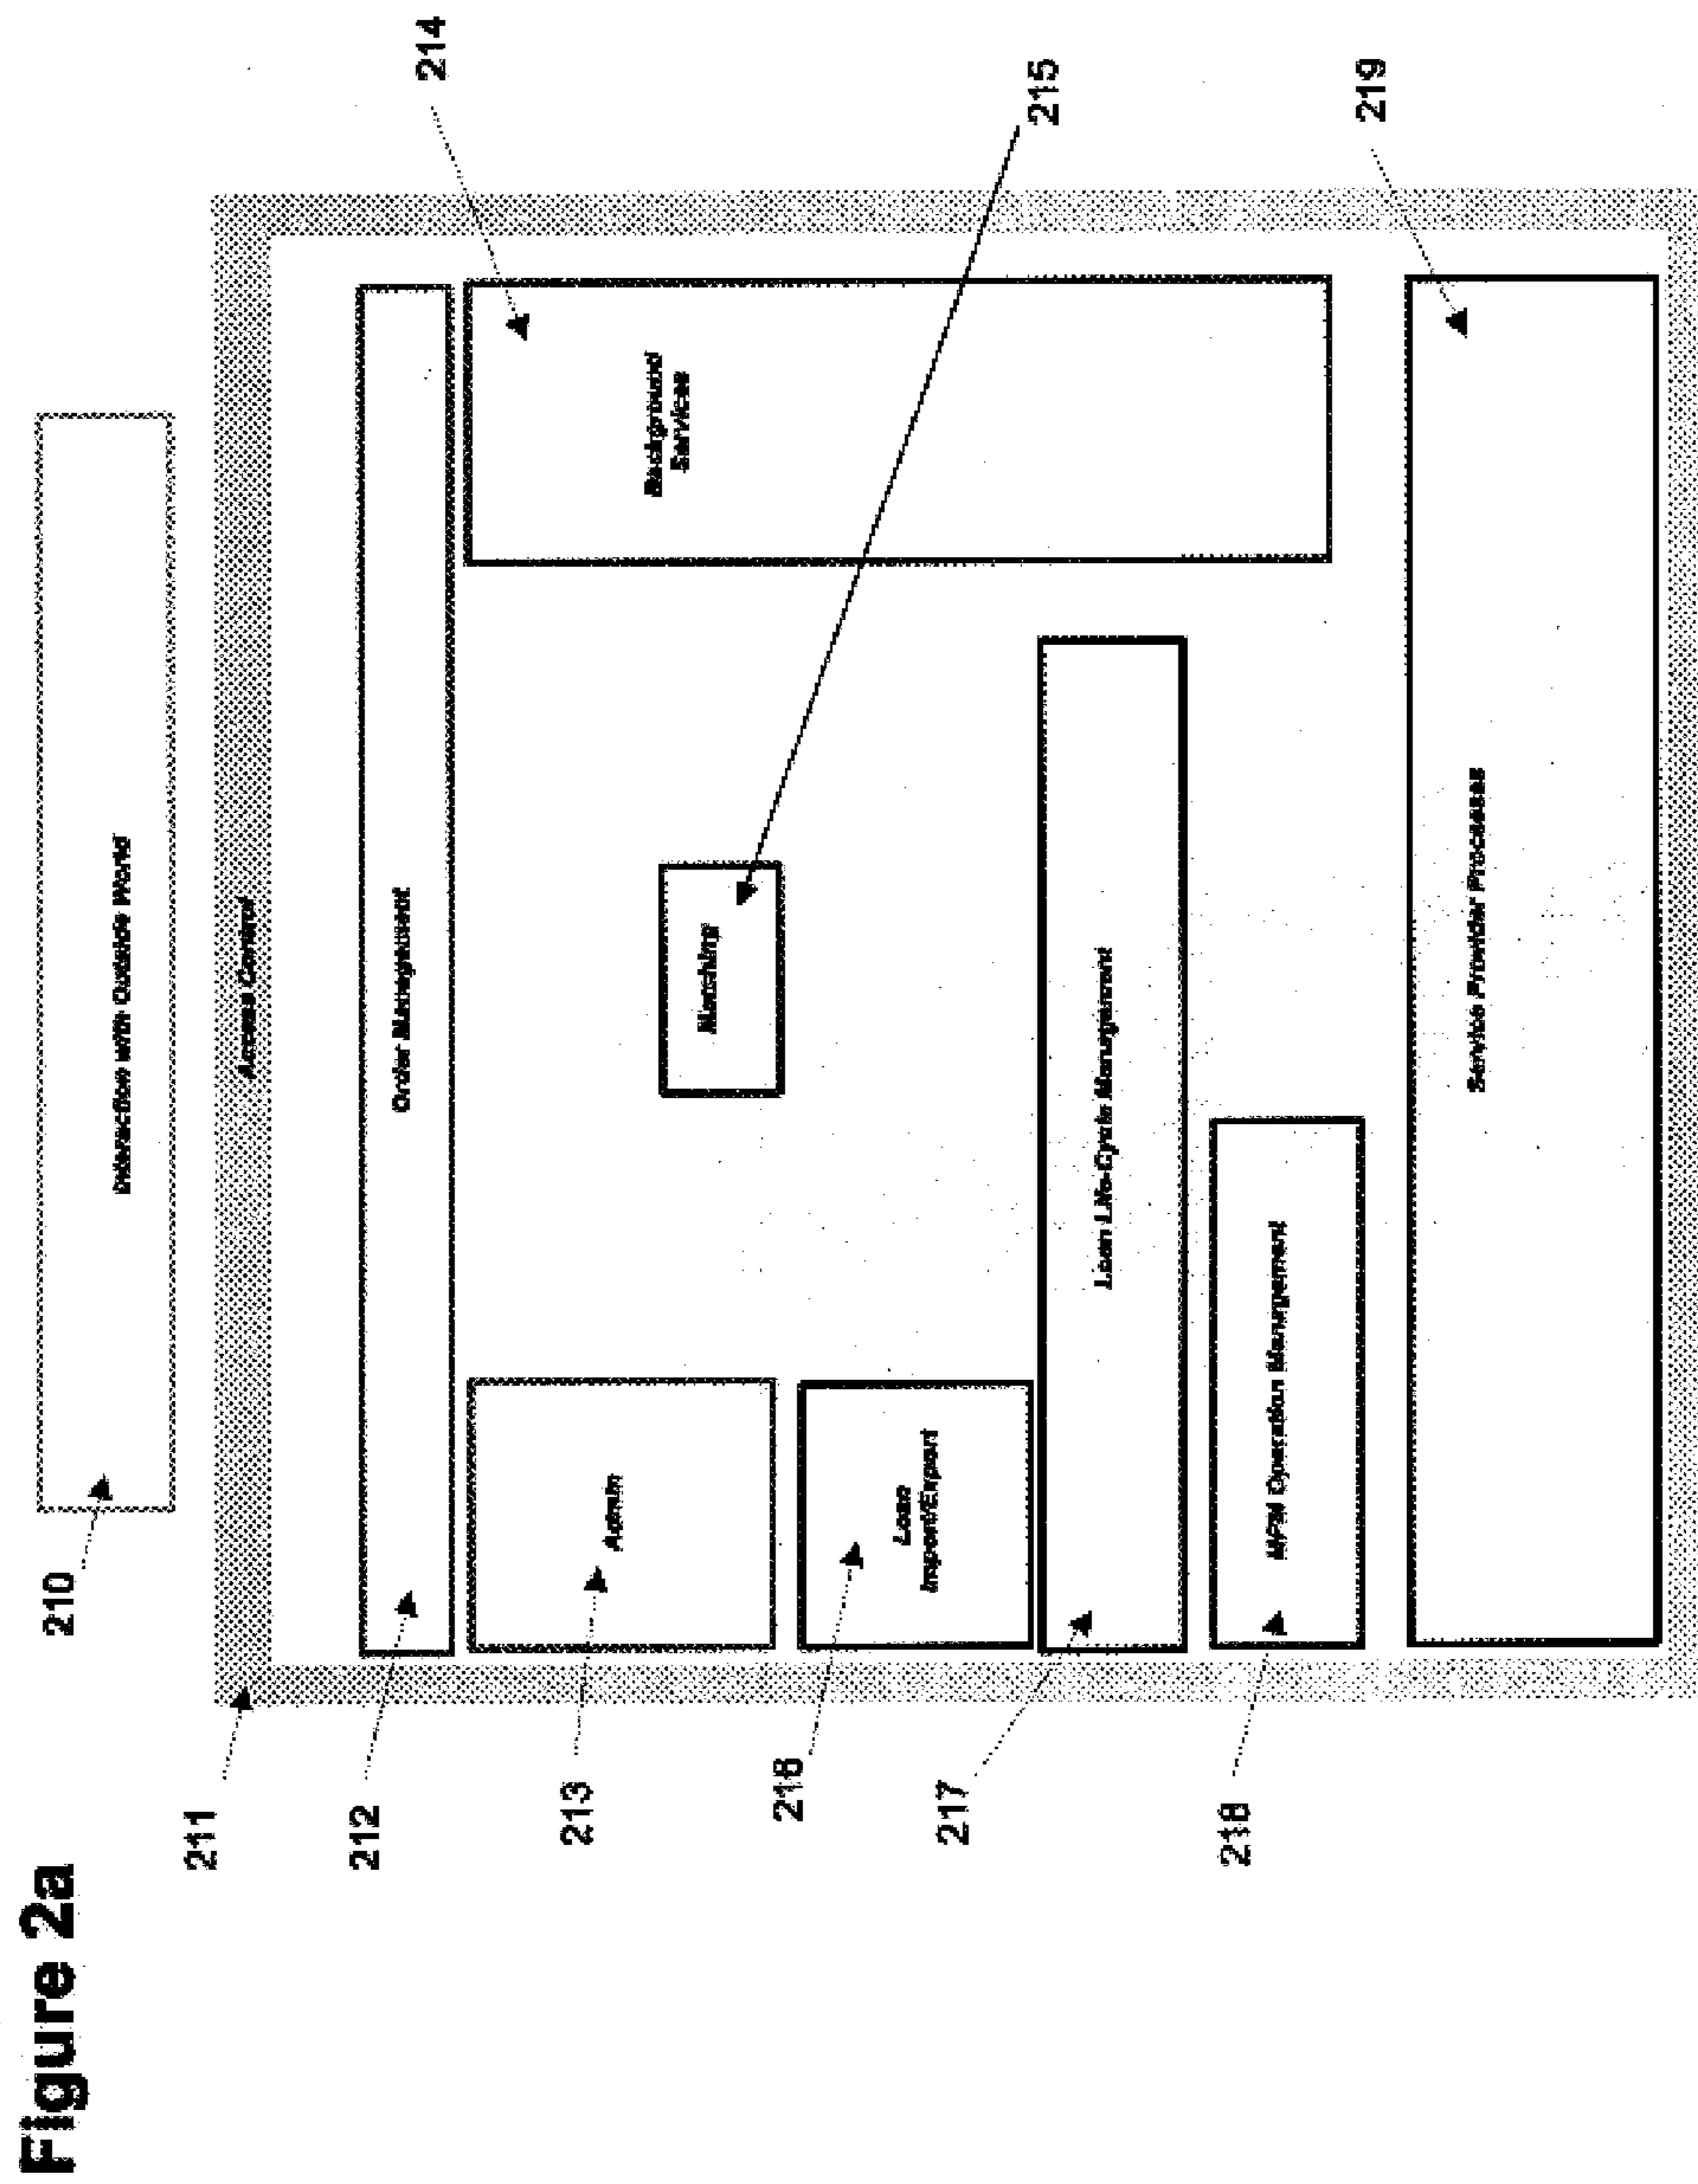 Figure 2a
210
Interaction with Outside World
211
Access Control
212
Order Management
213
Admin
214
Background
Services
215
Matching
216
Loan
Import/Export
217
Loan Life-Cycle Management
218
Operation Management
219
Service Provider Processes